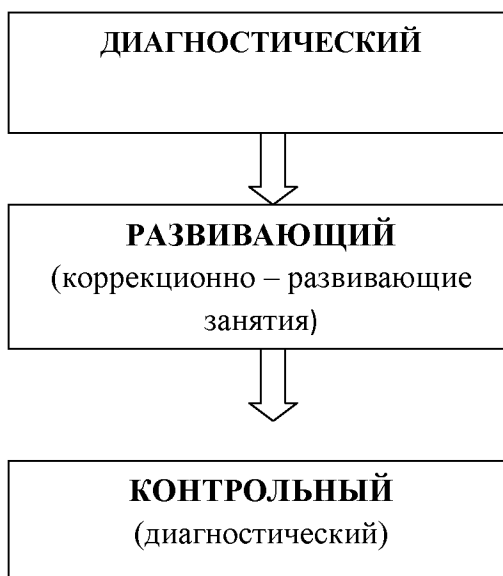 ДИАГНОСТИЧЕСКИЙ
РАЗВИВАЮЩИЙ
(коррекционно – развивающие
занятия)
КОНТРОЛЬНЫЙ
(диагностический)